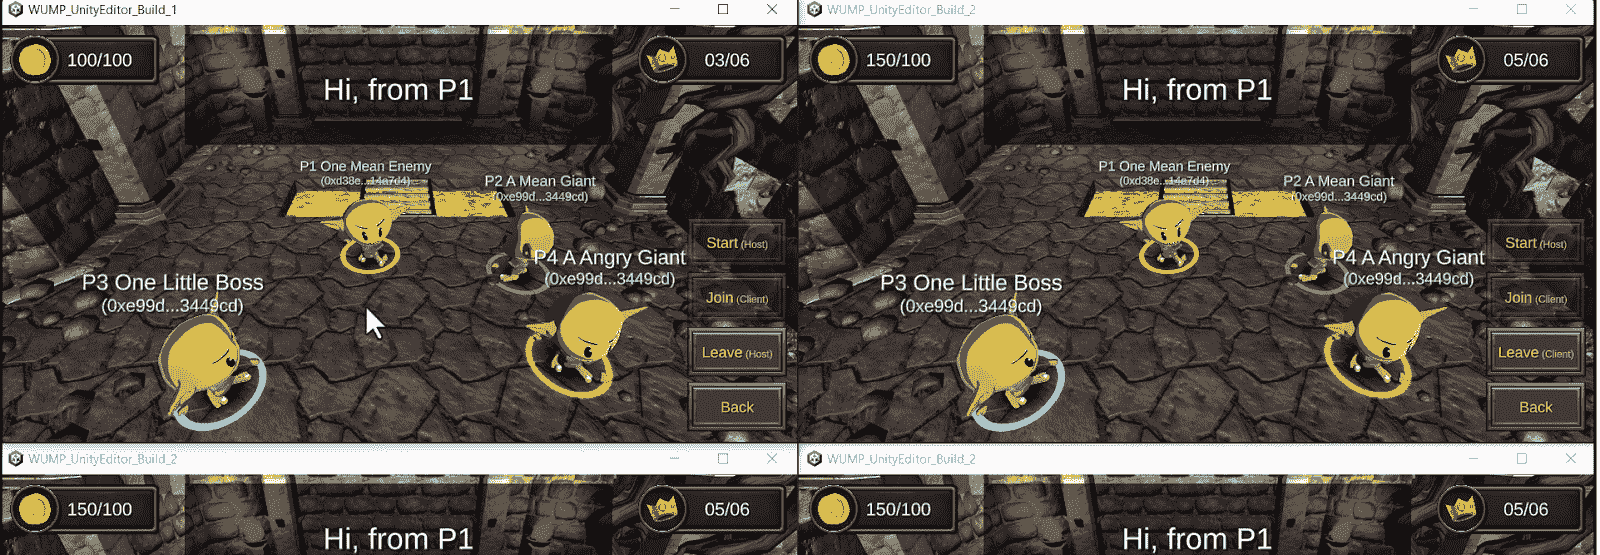 WUMP_UnityEditor_Build_1
100/100
Hi, from P1
03/06
P1 One Mean Enemy
(0xd38e...14a7d4)
P2 A Mean Giant
(0xe99d...3449cd)
Start (Host)
P4 A Angry Giant
(0xe99d...3449cd)
P3 One Little Boss
(0xe99d...3449cd)
Join (Client)
Leave (Host)
Back
WUMP_UnityEditor_Build_2
150/100
Hi, from P1
05/06
P1 One Mean Enemy
(0xd38e...14a7d4)
P2 A Mean Giant
(0xe99d...3449cd)
Start (Host)
P4 A Angry Giant
(0xe99d...3449cd)
P3 One Little Boss
(0xe99d...3449cd)
Join (Client)
Leave (Client)
Back
WUMP_UnityEditor_Build_2
150/100
Hi, from P1
05/06
WUMP_UnityEditor_Build_2
150/100
Hi, from P1
05/06